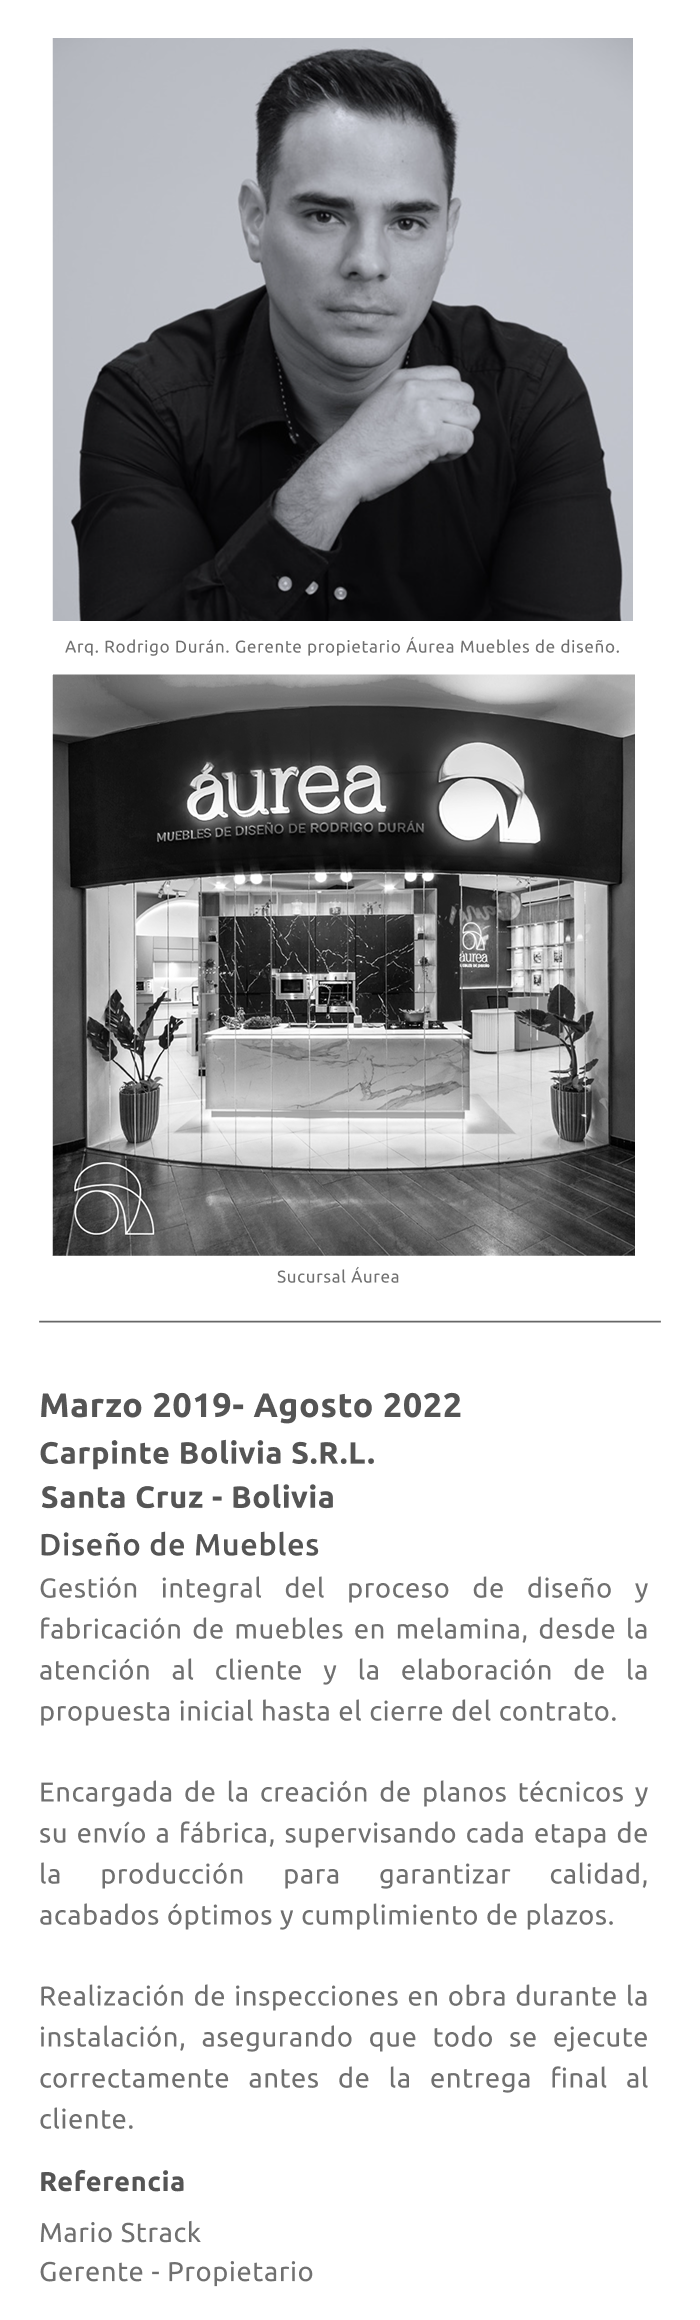 Arq. Rodrigo Durán. Gerente propietario Áurea Muebles de diseño.
áurea
MUEBLES DE DISEÑO DE RODRIGO DURÁN
áurea
Sucursal Áurea
Marzo 2019- Agosto 2022
Carpinte Bolivia S.R.L.
Santa Cruz - Bolivia
Diseño de Muebles
Gestión integral del proceso de diseño y
fabricación de muebles en melamina, desde la
atención al cliente y la elaboración de la
propuesta inicial hasta el cierre del contrato.
Encargada de la creación de planos técnicos y
su envío a fábrica, supervisando cada etapa de
la producción para garantizar calidad,
acabados óptimos y cumplimiento de plazos.
Realización de inspecciones en obra durante la
instalación, asegurando que todo se ejecute
correctamente antes de la entrega final al
cliente.
Referencia
Mario Strack
Gerente - Propietario